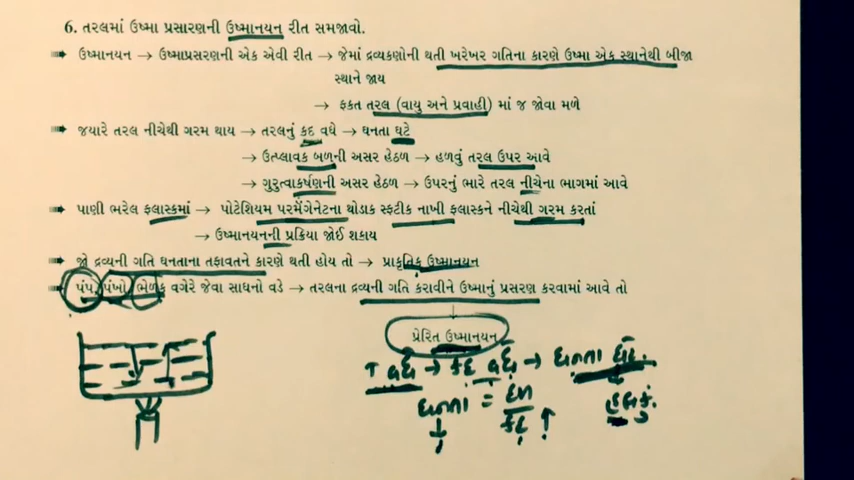 6. તરલમાં ઉષ્મા પ્રસારણની ઉષ્માનયન રીત સમજાવો.
ઉષ્માનયન → ઉષ્માપ્રસરણની એક એવી રીત → જેમાં દ્રવ્યકણોની થતી ખરેખર ગતિના કારણે ઉષ્મા એક સ્થાનેથી બીજા
સ્થાને જાય
→ ફકત તરલ (વાયુ અને પ્રવાહી) માં જ જોવા મળે
જયારે તરલ નીચેથી ગરમ થાય → તરલનું કદ વધે → ઘનતા ઘટે
→ ઉત્પ્લાવક બળની અસર હેઠળ → હળવું તરલ ઉપર આવે
→ ગુરુત્વાકર્ષણની અસર હેઠળ → ઉપરનું ભારે તરલ નીચેના ભાગમાં આવે
પાણી ભરેલ ફ્લાસ્કમાં → પોટેશિયમ પરમેંગેનેટના થોડાક સ્ફટીક નાખી ફ્લાસ્કને નીચેથી ગરમ કરતાં
→ ઉષ્માનયનની પ્રક્રિયા જોઈ શકાય
જો દ્રવ્યની ગતિ ઘનતાના તફાવતને કારણે થતી હોય તો → પ્રાકૃતિક ઉષ્માનયન
પંપ, પંખો, ભેળક વગેરે જેવા સાધનો વડે → તરલના દ્રવ્યની ગતિ કરાવીને ઉષ્માનું પ્રસરણ કરવામાં આવે તો
↓
પ્રેરિત ઉષ્માનયન
↑ વધે → કદ વધે → ઘનતા ઘટે.
ઘનતા = દળ / કદ ↑